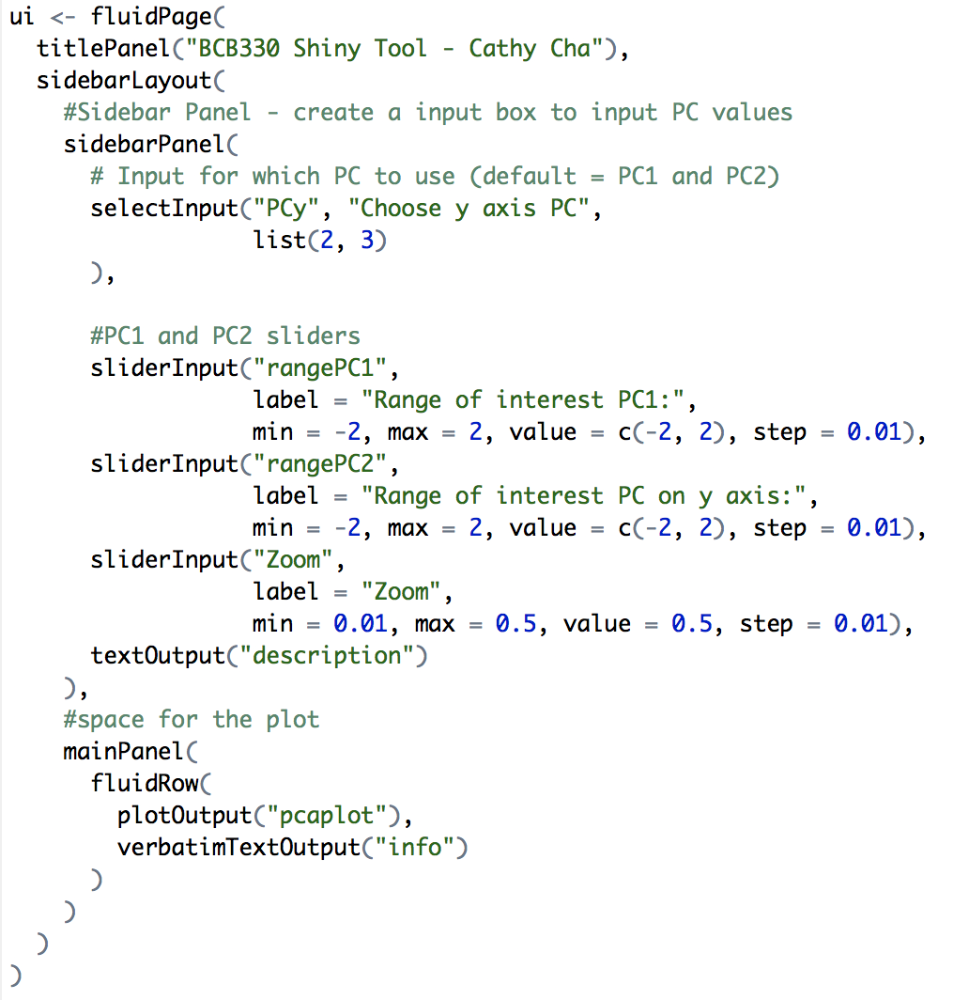 ui <- fluidPage(
  titlePanel("BCB330 Shiny Tool - Cathy Cha"),
  sidebarLayout(
    #Sidebar Panel - create a input box to input PC values
    sidebarPanel(
      # Input for which PC to use (default = PC1 and PC2)
      selectInput("PCy", "Choose y axis PC",
                  list(2, 3)
      ),

      #PC1 and PC2 sliders
      sliderInput("rangePC1",
                  label = "Range of interest PC1:",
                  min = -2, max = 2, value = c(-2, 2), step = 0.01),
      sliderInput("rangePC2",
                  label = "Range of interest PC on y axis:",
                  min = -2, max = 2, value = c(-2, 2), step = 0.01),
      sliderInput("Zoom",
                  label = "Zoom",
                  min = 0.01, max = 0.5, value = 0.5, step = 0.01),
      textOutput("description")
    ),
    #space for the plot
    mainPanel(
      fluidRow(
        plotOutput("pcaplot"),
        verbatimTextOutput("info")
      )
    )
  )
)